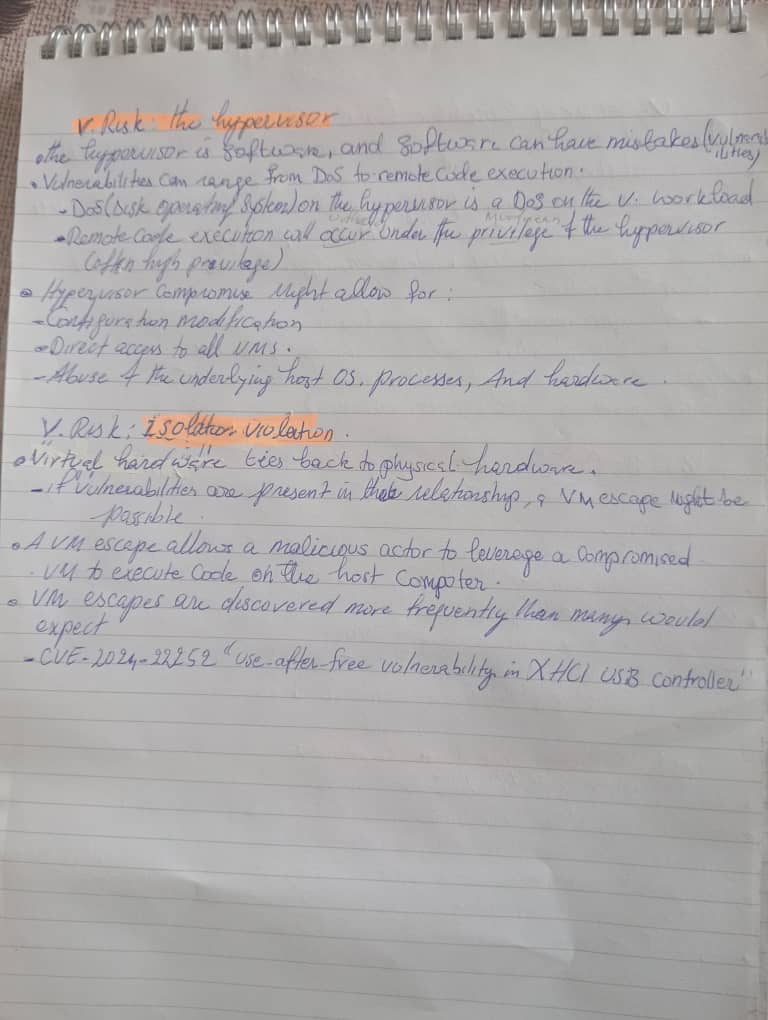 V. Risk: the hypervisor
• the hypporvisor is software, and software can have mistakes (vulnerabilities)
• Vulnerabilities can range from DoS to remote code execution.
- DoS (Disk operating System) on the hypervisor is a DoS on the V. workload
- Remote code execution will occur under the privilege of the hyppervisor
(often high previlage)
• Hypervisor compromise might allow for:
- Configuration modification
- Direct access to all VMS.
- Abuse of the underlying host OS, processes, And hardware.
V. Risk: Isolation violation.
• Virtual hardware ties back to physical hardware.
- if vulnerabilities are present in that relationship, a VM escape might be
possible.
• A VM escape allows a malicious actor to leverage a compromised
VM to execute code on the host computer.
• VM escapes are discovered more frequently than many would
expect
- CVE-2024-22252 "use-after-free vulnerability in XHCI USB controller"